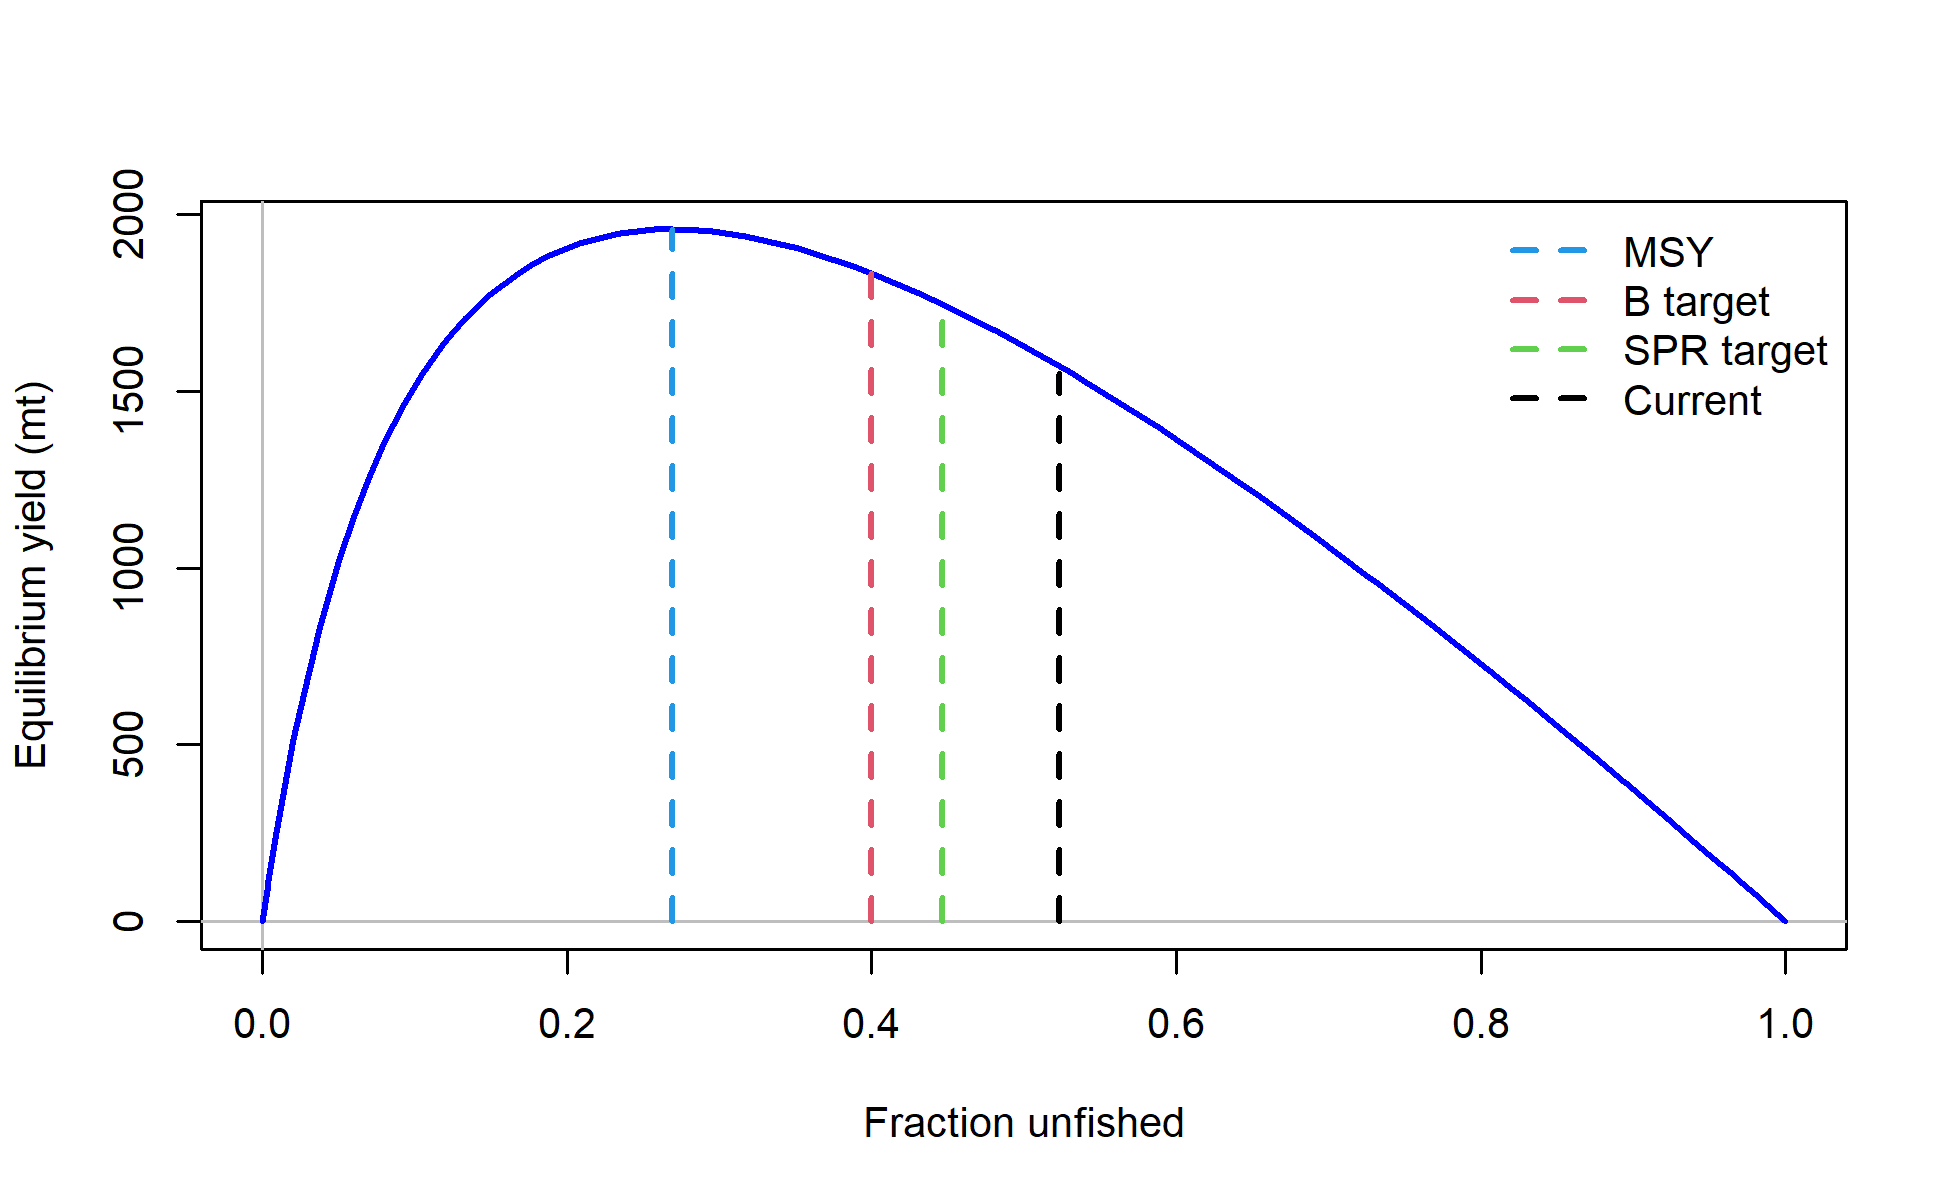 Equilibrium yield (mt)
2000
1500
1000
500
0
MSY
B target
SPR target
Current
0.0 0.2 0.4 0.6 0.8 1.0
Fraction unfished